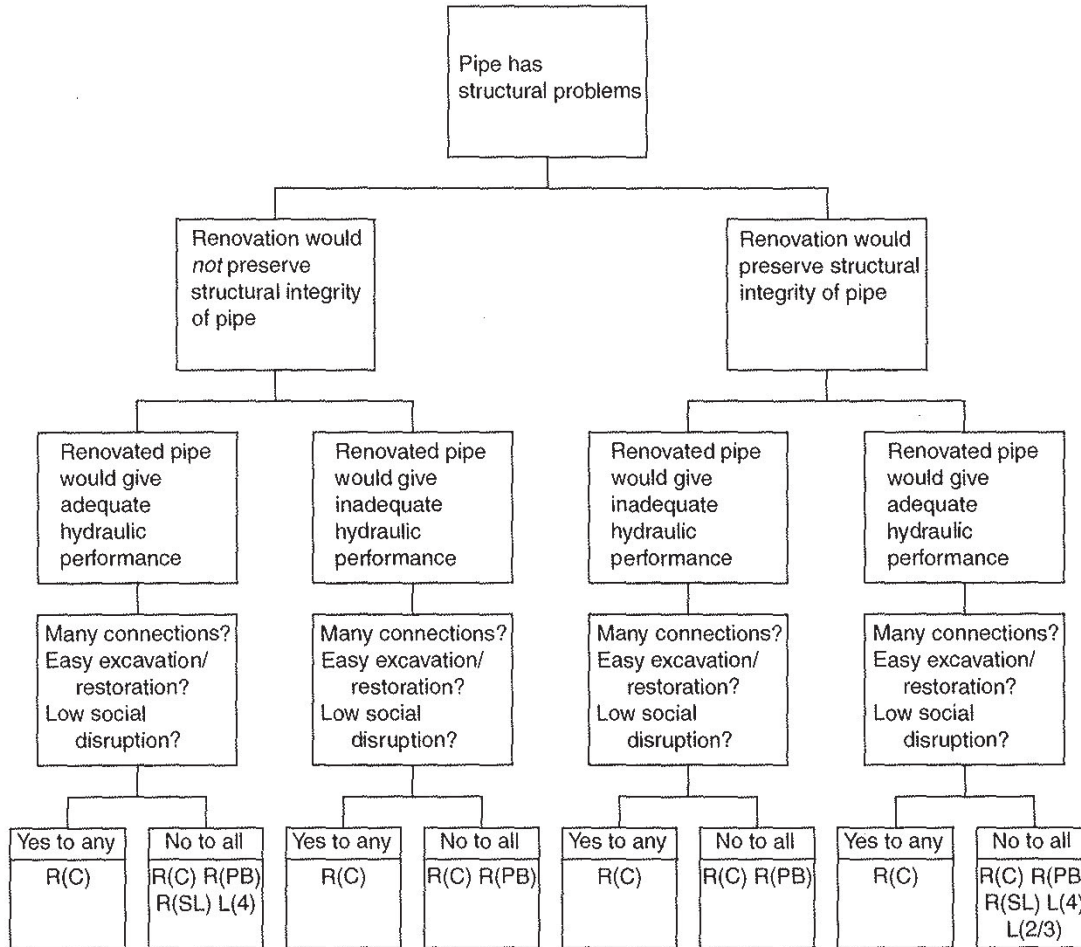 Pipe has
structural problems
Renovation would
not preserve
structural integrity
of pipe
Renovation would
preserve structural
integrity of pipe
Renovated pipe
would give
adequate
hydraulic
performance
Renovated pipe
would give
inadequate
hydraulic
performance
Renovated pipe
would give
inadequate
hydraulic
performance
Renovated pipe
would give
adequate
hydraulic
performance
Many connections?
Easy excavation/
restoration?
Low social
disruption?
Many connections?
Easy excavation/
restoration?
Low social
disruption?
Many connections?
Easy excavation/
restoration?
Low social
disruption?
Many connections?
Easy excavation/
restoration?
Low social
disruption?
Yes to any
R(C)
No to all
R(C) R(PB)
R(SL) L(4)
Yes to any
R(C)
No to all
R(C) R(PB)
Yes to any
R(C)
No to all
R(C) R(PB)
Yes to any
R(C)
No to all
R(C) R(PB)
R(SL) L(4)
L(2/3)